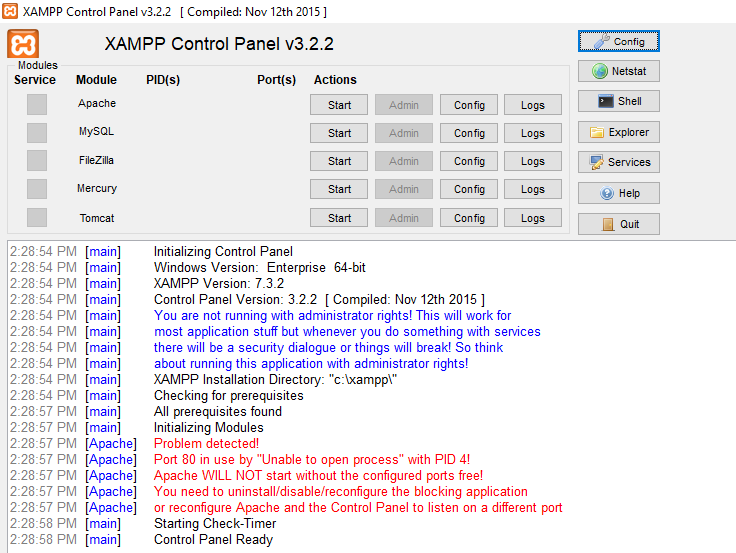 XAMPP Control Panel v3.2.2 [ Compiled: Nov 12th 2015 ]
XAMPP Control Panel v3.2.2
Config
Modules
Service Module PID(s) Port(s) Actions
Netstat
Apache Start Admin Config Logs
Shell
MySQL Start Admin Config Logs
Explorer
FileZilla Start Admin Config Logs
Services
Mercury Start Admin Config Logs
Help
Tomcat Start Admin Config Logs
Quit
2:28:54 PM [main] Initializing Control Panel
2:28:54 PM [main] Windows Version: Enterprise 64-bit
2:28:54 PM [main] XAMPP Version: 7.3.2
2:28:54 PM [main] Control Panel Version: 3.2.2 [ Compiled: Nov 12th 2015 ]
2:28:54 PM [main] You are not running with administrator rights! This will work for
2:28:54 PM [main] most application stuff but whenever you do something with services
2:28:54 PM [main] there will be a security dialogue or things will break! So think
2:28:54 PM [main] about running this application with administrator rights!
2:28:54 PM [main] XAMPP Installation Directory: "c:\xampp\"
2:28:54 PM [main] Checking for prerequisites
2:28:57 PM [main] All prerequisites found
2:28:57 PM [main] Initializing Modules
2:28:57 PM [Apache] Problem detected!
2:28:57 PM [Apache] Port 80 in use by "Unable to open process" with PID 4!
2:28:57 PM [Apache] Apache WILL NOT start without the configured ports free!
2:28:57 PM [Apache] You need to uninstall/disable/reconfigure the blocking application
2:28:57 PM [Apache] or reconfigure Apache and the Control Panel to listen on a different port
2:28:58 PM [main] Starting Check-Timer
2:28:58 PM [main] Control Panel Ready